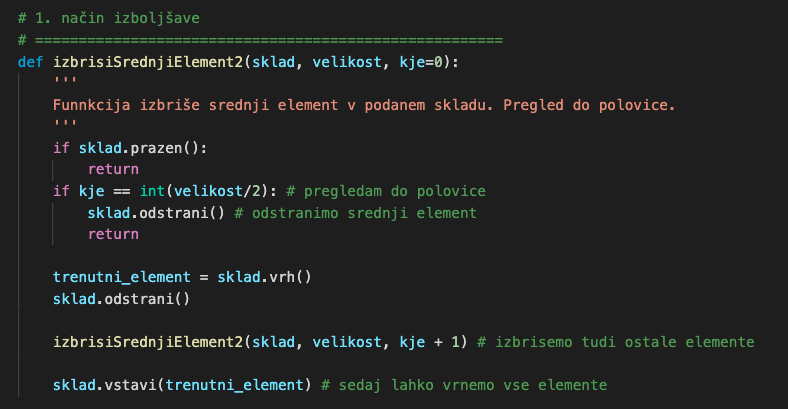 # 1. način izboljšave
# ======================================================
def izbrisiSrednjiElement2(sklad, velikost, kje=0):
    '''
    Funnkcija izbriše srednji element v podanem skladu. Pregled do polovice.
    '''
    if sklad.prazen():
        return
    if kje == int(velikost/2): # pregledam do polovice
        sklad.odstrani() # odstranimo srednji element
        return
    trenutni_element = sklad.vrh()
    sklad.odstrani()
    izbrisiSrednjiElement2(sklad, velikost, kje + 1) # izbrisemo tudi ostale elemente
    sklad.vstavi(trenutni_element) # sedaj lahko vrnemo vse elemente